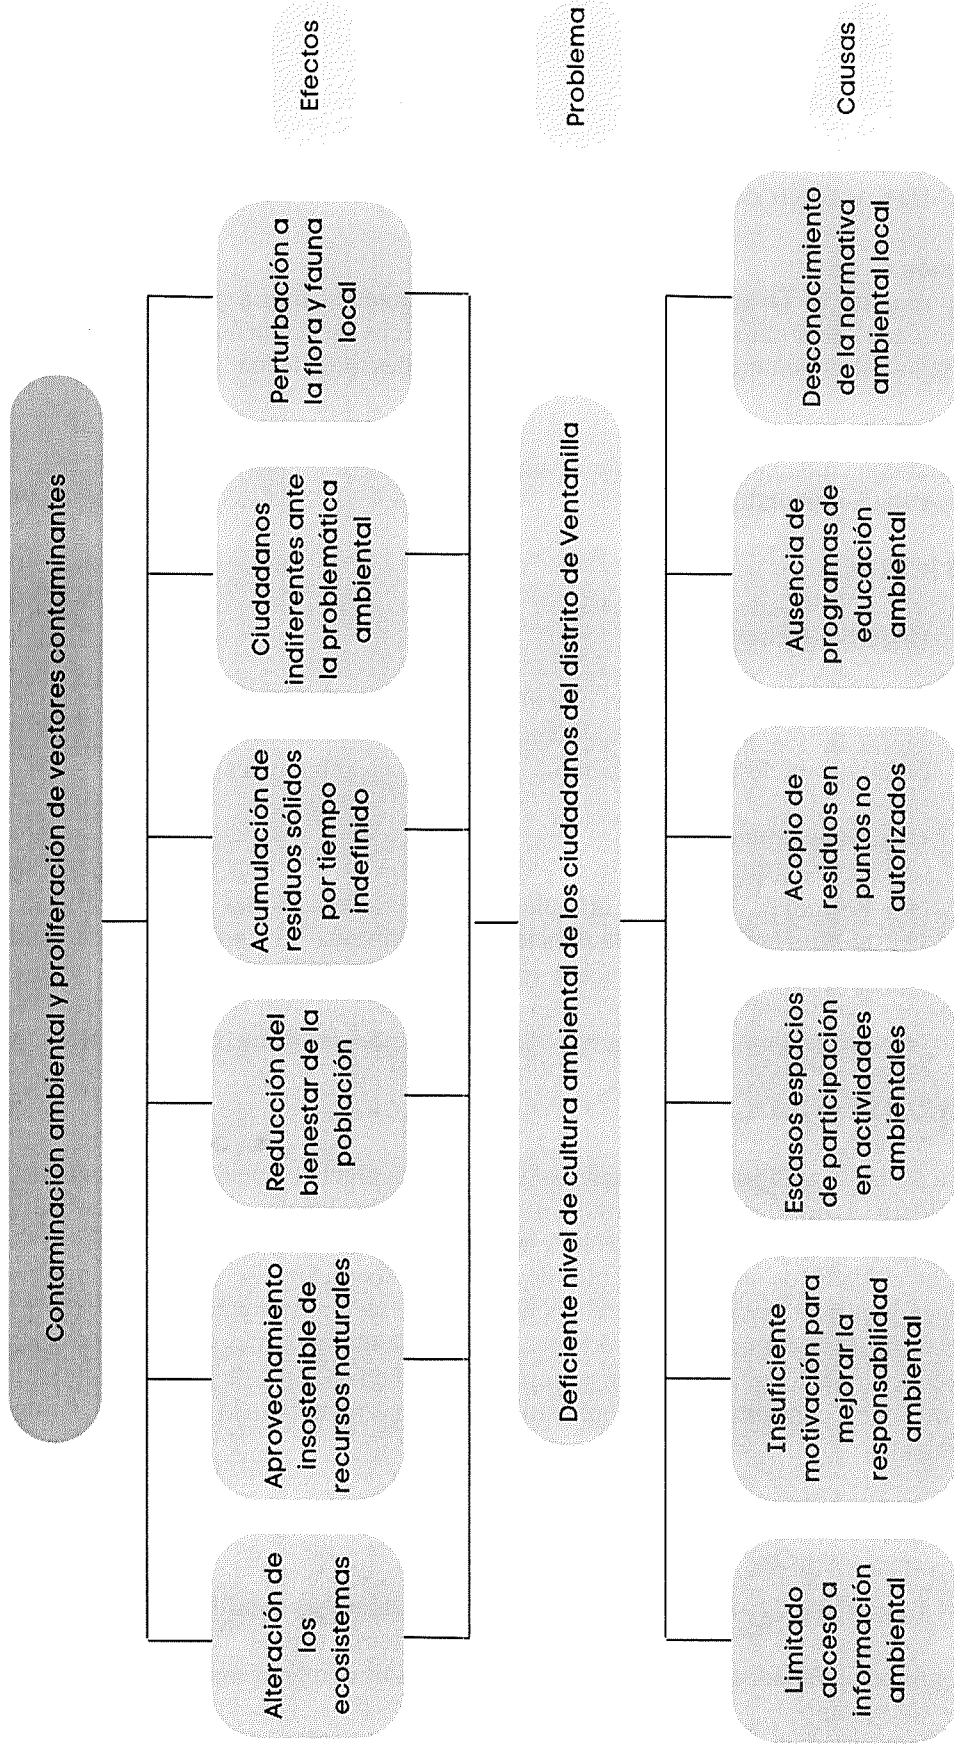 Contaminación ambiental y proliferación de vectores contaminantes
Alteración de
los
ecosistemas
Aprovechamiento
insostenible de
recursos naturales
Reducción del
bienestar de la
población
Acumulación de
residuos sólidos
por tiempo
indefinido
Ciudadanos
indiferentes ante
la problemática
ambiental
Perturbación a
la flora y fauna
local
Efectos
Deficiente nivel de cultura ambiental de los ciudadanos del distrito de Ventanilla
Problema
Limitado
acceso a
información
ambiental
Insuficiente
motivación para
mejorar la
responsabilidad
ambiental
Escasos espacios
de participación
en actividades
ambientales
Acopio de
residuos en
puntos no
autorizados
Ausencia de
programas de
educación
ambiental
Desconocimiento
de la normativa
ambiental local
Causas